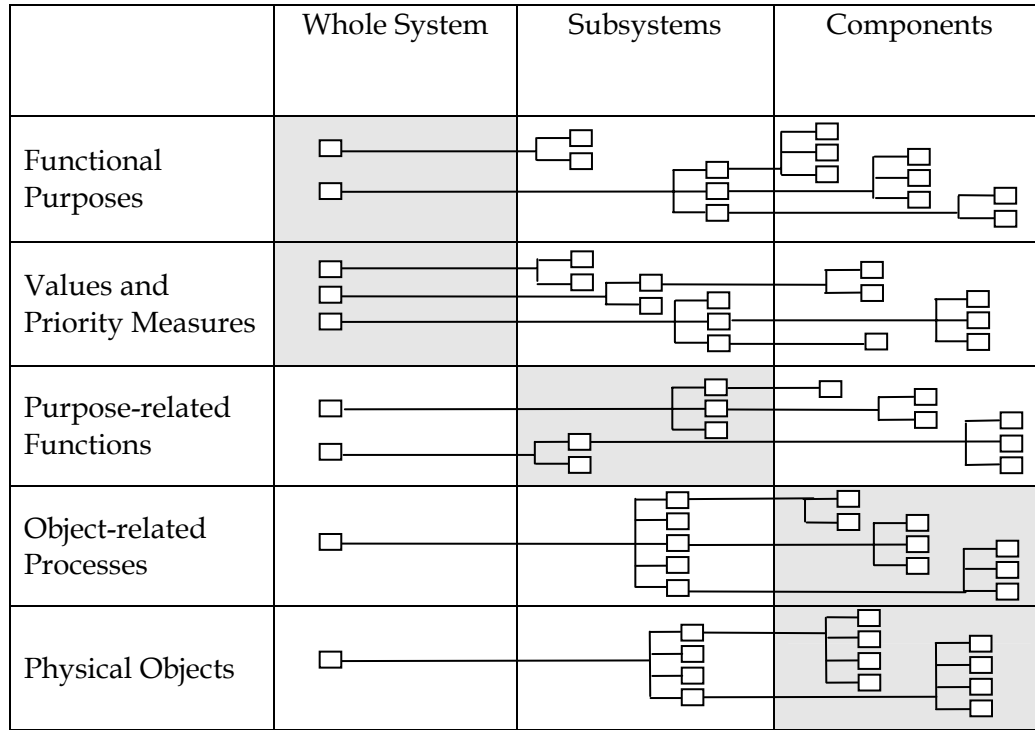 Whole System
Subsystems
Components
Functional
Purposes
Values and
Priority Measures
Purpose-related
Functions
Object-related
Processes
Physical Objects